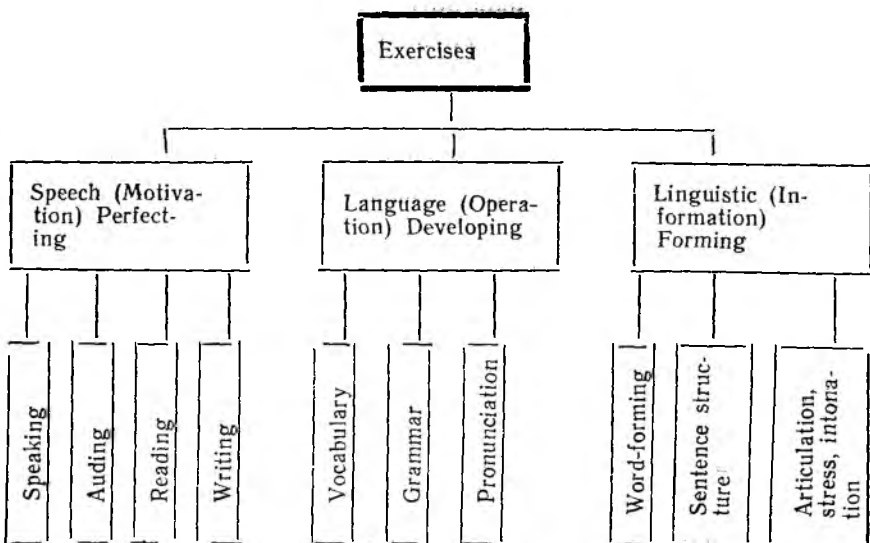 Exercises
Speech (Motiva-
tion) Perfect-
ing
Language (Opera-
tion) Developing
Linguistic (In-
formation)
Forming
Speaking
Auding
Reading
Writing
Vocabulary
Grammar
Pronunciation
Word-forming
Sentence struc-
ture
Articulation,
stress, intona-
tion